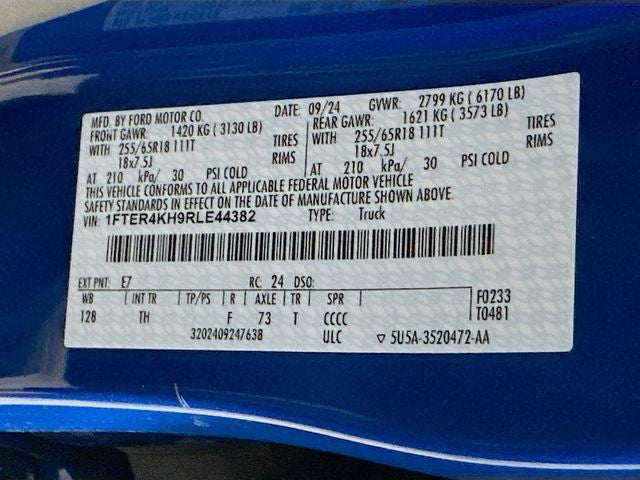 MFD. BY FORD MOTOR CO. DATE: 09/24 GVWR: 2799 KG ( 6170 LB)
FRONT GAWR: 1420 KG ( 3130 LB) REAR GAWR: 1621 KG ( 3573 LB)
WITH 255/65R18 111T TIRES WITH 255/65R18 111T TIRES
18x7.5J RIMS 18x7.5J RIMS
AT 210 kPa/ 30 PSI COLD AT 210 kPa/ 30 PSI COLD
THIS VEHICLE CONFORMS TO ALL APPLICABLE FEDERAL MOTOR VEHICLE
SAFETY STANDARDS IN EFFECT ON THE DATE OF MANUFACTURE SHOWN ABOVE.
VIN: 1FTER4KH9RLE44382 TYPE: Truck
EXT PNT: E7 RC: 24 DSO:
WB INT TR TP/PS R AXLE TR SPR F0233
128 TH F 73 T CCCC T0481
3202409247638 ULC ▽ 5U5A-3520472-AA